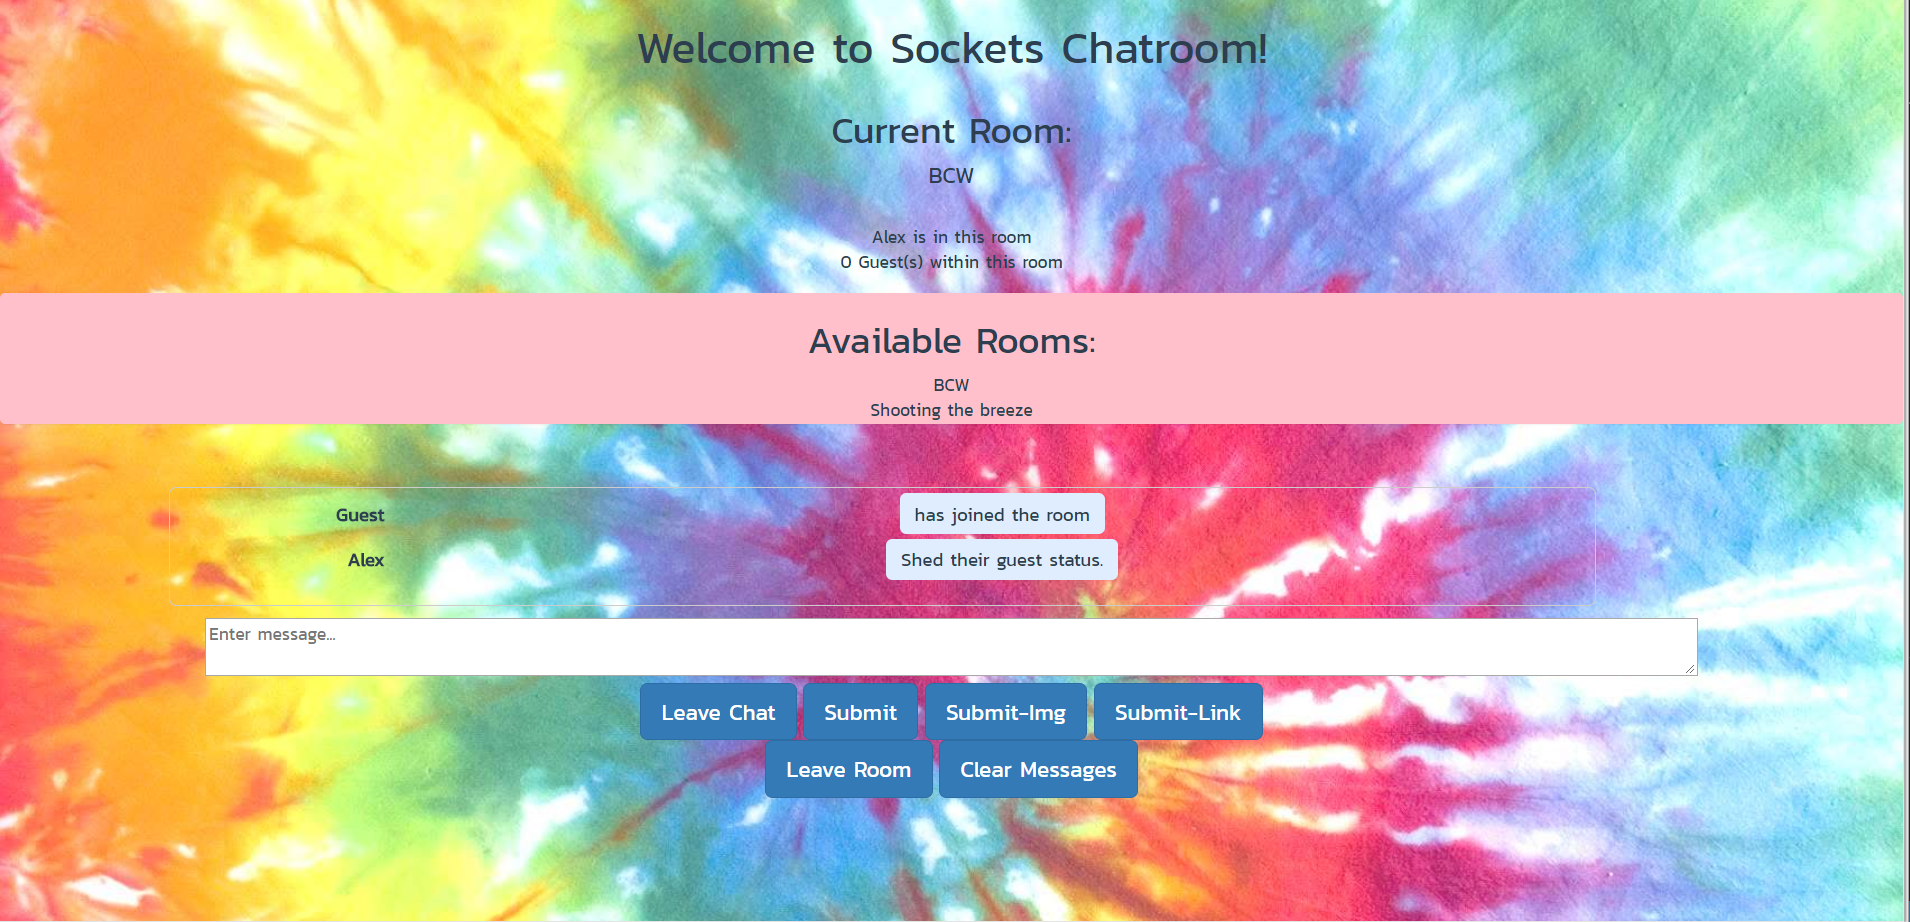 Welcome to Sockets Chatroom!
Current Room:
BCW
Alex is in this room
0 Guest(s) within this room
Available Rooms:
BCW
Shooting the breeze
Guest has joined the room
Alex Shed their guest status.
Enter message...
Leave Chat Submit Submit-Img Submit-Link
Leave Room Clear Messages